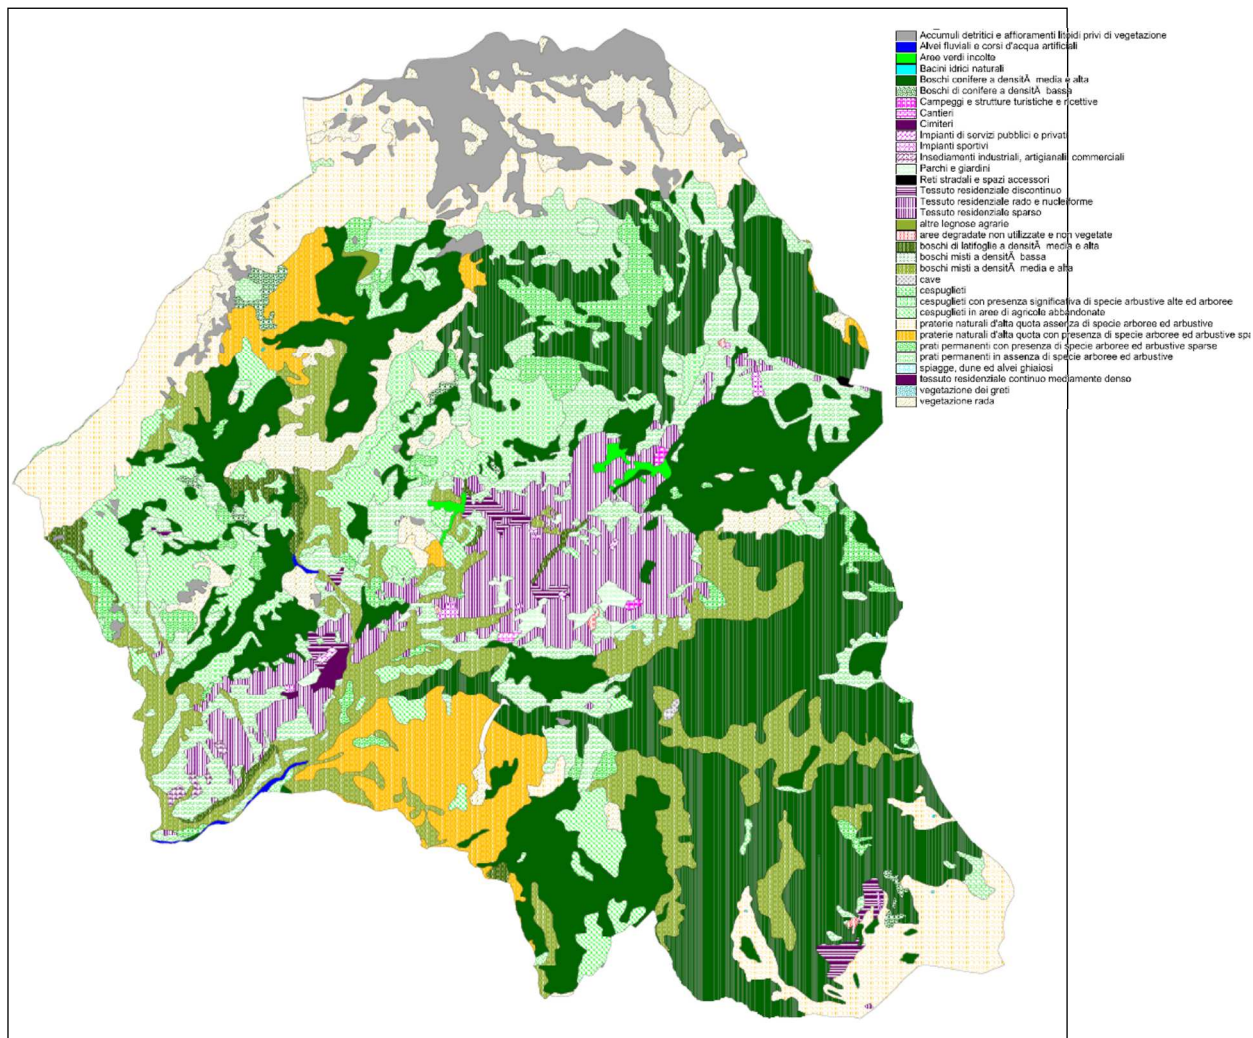 Accumuli detritici e affioramenti litoidi privi di vegetazione
Alvei fluviali e corsi d'acqua artificiali
Aree verdi incolte
Bacini idrici naturali
Boschi conifere a densitÃ media e alta
Boschi di conifere a densitÃ bassa
Campeggi e strutture turistiche e ricettive
Cantieri
Cimiteri
Impianti di servizi pubblici e privati
Impianti sportivi
Insediamenti industriali, artigianali commerciali
Parchi e giardini
Reti stradali e spazi accessori
Tessuto residenziale discontinuo
Tessuto residenziale rado e nucleiforme
Tessuto residenziale sparso
altre legnose agrarie
aree degradate non utilizzate e non vegetate
boschi di latifoglie a densitÃ media e alta
boschi misti a densitÃ bassa
boschi misti a densitÃ media e alta
cave
cespuglieti
cespuglieti con presenza significativa di specie arbustive alte ed arboree
cespuglieti in aree di agricole abbandonate
praterie naturali d'alta quota assenza di specie arboree ed arbustive
praterie naturali d'alta quota con presenza di specie arboree ed arbustive spa
prati permanenti con presenza di specie arboree ed arbustive sparse
prati permanenti in assenza di specie arboree ed arbustive
spiagge, dune ed alvei ghiaiosi
tessuto residenziale continuo mediamente denso
vegetazione dei greti
vegetazione rada